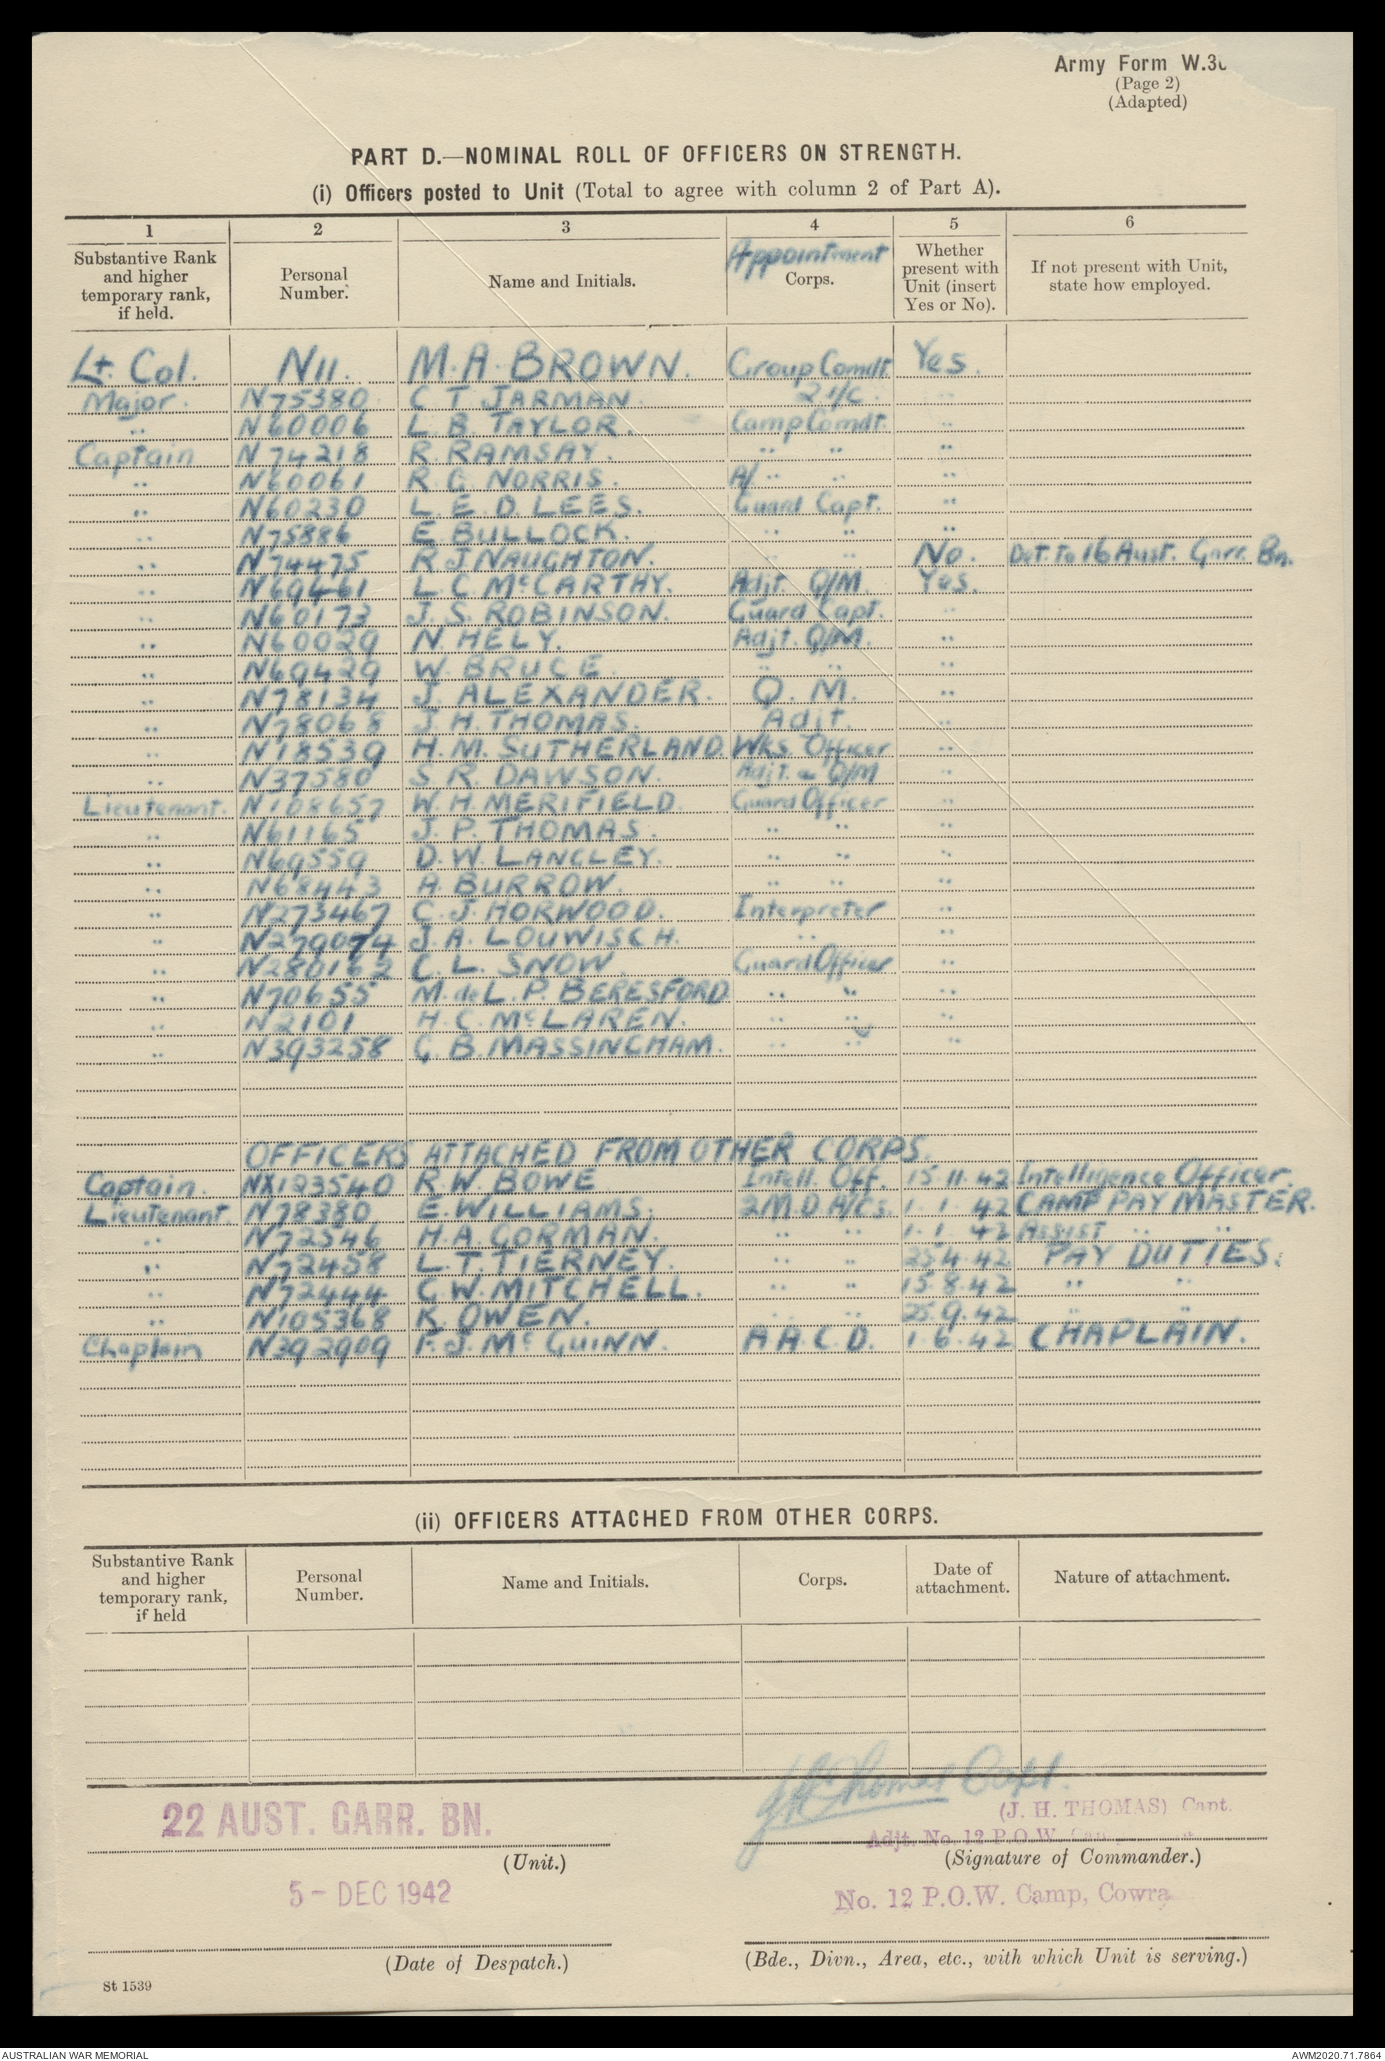 Army Form W.3
(Page 2)
(Adapted)
PART D.—NOMINAL ROLL OF OFFICERS ON STRENGTH.
(i) Officers posted to Unit (Total to agree with column 2 of Part A).
1 2 3 4 5 6
Substantive Rank and higher temporary rank, if held. Personal Number. Name and Initials. Appointment Corps. Whether present with Unit (insert Yes or No). If not present with Unit, state how employed.
Lt. Col. N11. M.A. BROWN. Group Comdt. Yes.
Major. N75380 C T. JARMAN. 2 i/c. "
" N60006 L. B. TAYLOR. Camp Comdt. "
Captain N74218 R. RAMSAY. " " "
" N60061 R. G. NORRIS. A/ " " "
" N60230 L. E. D. LEES. Guard Capt. "
" N75886 E. BULLOCK. " " "
" N74475 R J NAUGHTON. " " No. Det. to 16 Aust. Garr. Bn.
" N69461 L. C. McCARTHY. Adjt. Q/M. Yes.
" N60173 J. S. ROBINSON. Guard Capt. "
" N60029 N. HELY. Adjt. Q/M. "
" N69429 W. BRUCE. " " "
" N78134 J. ALEXANDER. Q. M. "
" N78068 J. H. THOMAS. Adjt. "
" N18539 H. M. SUTHERLAND. Wks. Officer "
" N37580 S. R. DAWSON. Adjt. & Q/M "
Lieutenant. N108657 W. H. MERIFIELD. Guard Officer "
" N61165 J. P. THOMAS. " " "
" N69559 D. W. LANGLEY. " " "
" N68443 A. BURROW. " " "
" N273467 C. J. HORWOOD. Interpreter "
" N279074 J. A. LOUWISCH. " "
" N280162 C. L. SNOW. Guard Officer "
" N70655 M. de L. P. BERESFORD " " "
" N2101 H. C. McLAREN. " " "
" N393258 G. B. MASSINGHAM. " " "
OFFICERS ATTACHED FROM OTHER CORPS.
Captain. NX123540 R. W. BOWE Intell. Off. 15.11.42 Intelligence Officer.
Lieutenant. N78380 E. WILLIAMS. 2 M.D. A/Cs. 1.1.42 CAMP PAY MASTER.
" N72546 H. A. GORMAN. " " 1.1.42 Assist " "
" N72458 L. T. TIERNEY. " " 25.4.42 PAY DUTIES.
" N72444 G. W. MITCHELL. " " 15.8.42 " "
" N105368 K. OWEN. " " 25.9.42 " "
Chaplain N392909 F. J. McGUINN. A. A. C. D. 1.6.42 CHAPLAIN.
(ii) OFFICERS ATTACHED FROM OTHER CORPS.
Substantive Rank and higher temporary rank, if held Personal Number. Name and Initials. Corps. Date of attachment. Nature of attachment.
J H Thomas Capt.
22 AUST. GARR. BN. (J. H. THOMAS) Capt.
Adjt. No. 12 P.O.W.
(Unit.) (Signature of Commander.)
5 - DEC 1942 No. 12 P.O.W. Camp, Cowra
(Date of Despatch.) (Bde., Divn., Area, etc., with which Unit is serving.)
St 1539
AUSTRALIAN WAR MEMORIAL AWM2020.71.7864